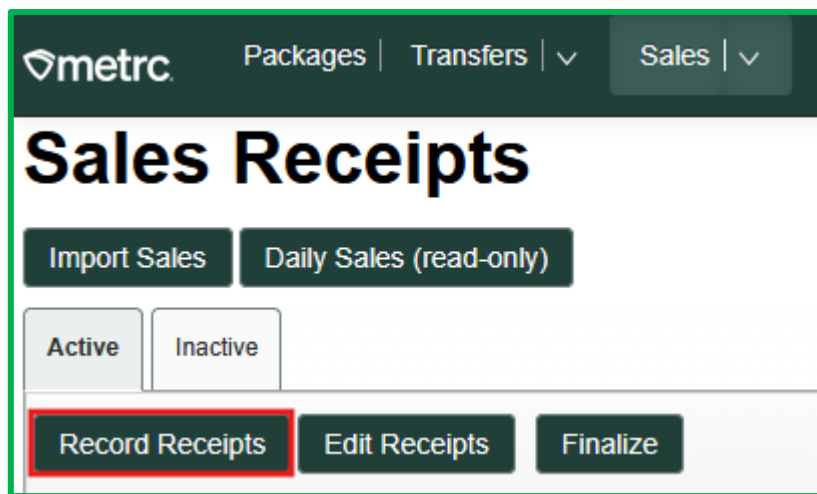 metrc. Packages | Transfers | Sales |
Sales Receipts
Import Sales Daily Sales (read-only)
Active Inactive
Record Receipts Edit Receipts Finalize